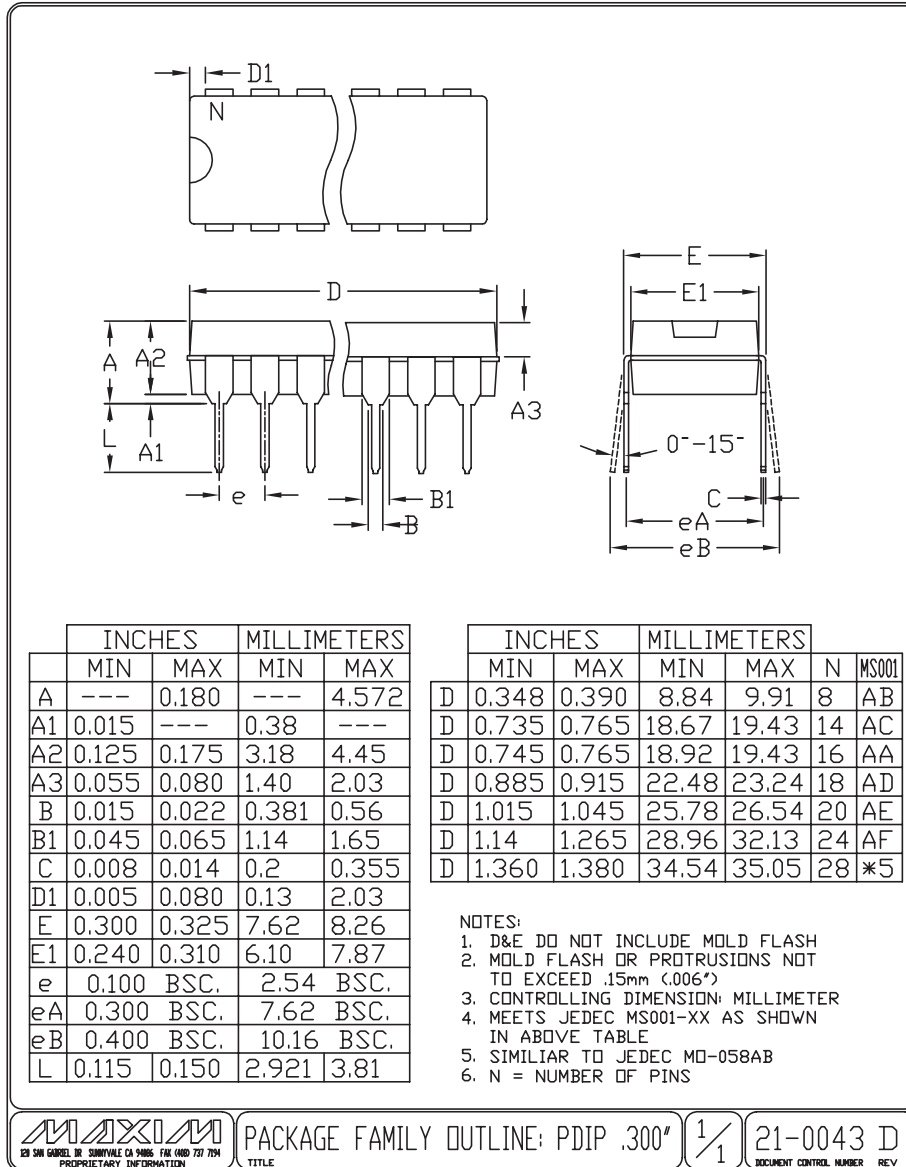 D1
N
D
E
E1
A
A2
A3
L
A1
0°-15°
e
B1
B
C
eA
eB
INCHES MILLIMETERS
MIN MAX MIN MAX
A --- 0.180 --- 4.572
A1 0.015 --- 0.38 ---
A2 0.125 0.175 3.18 4.45
A3 0.055 0.080 1.40 2.03
B 0.015 0.022 0.381 0.56
B1 0.045 0.065 1.14 1.65
C 0.008 0.014 0.2 0.355
D1 0.005 0.080 0.13 2.03
E 0.300 0.325 7.62 8.26
E1 0.240 0.310 6.10 7.87
e 0.100 BSC. 2.54 BSC.
eA 0.300 BSC. 7.62 BSC.
eB 0.400 BSC. 10.16 BSC.
L 0.115 0.150 2.921 3.81
INCHES MILLIMETERS
MIN MAX MIN MAX N MS001
D 0.348 0.390 8.84 9.91 8 AB
D 0.735 0.765 18.67 19.43 14 AC
D 0.745 0.765 18.92 19.43 16 AA
D 0.885 0.915 22.48 23.24 18 AD
D 1.015 1.045 25.78 26.54 20 AE
D 1.14 1.265 28.96 32.13 24 AF
D 1.360 1.380 34.54 35.05 28 *5
NOTES:
1. D&E DO NOT INCLUDE MOLD FLASH
2. MOLD FLASH OR PROTRUSIONS NOT
TO EXCEED .15mm (.006")
3. CONTROLLING DIMENSION: MILLIMETER
4. MEETS JEDEC MS001-XX AS SHOWN
IN ABOVE TABLE
5. SIMILIAR TO JEDEC MO-058AB
6. N = NUMBER OF PINS
MAXIM
120 SAN GABRIEL DR SUNNYVALE CA 94086 FAX (408) 737 7194
PROPRIETARY INFORMATION
PACKAGE FAMILY OUTLINE: PDIP .300"
TITLE
1/1
21-0043 D
DOCUMENT CONTROL NUMBER REV